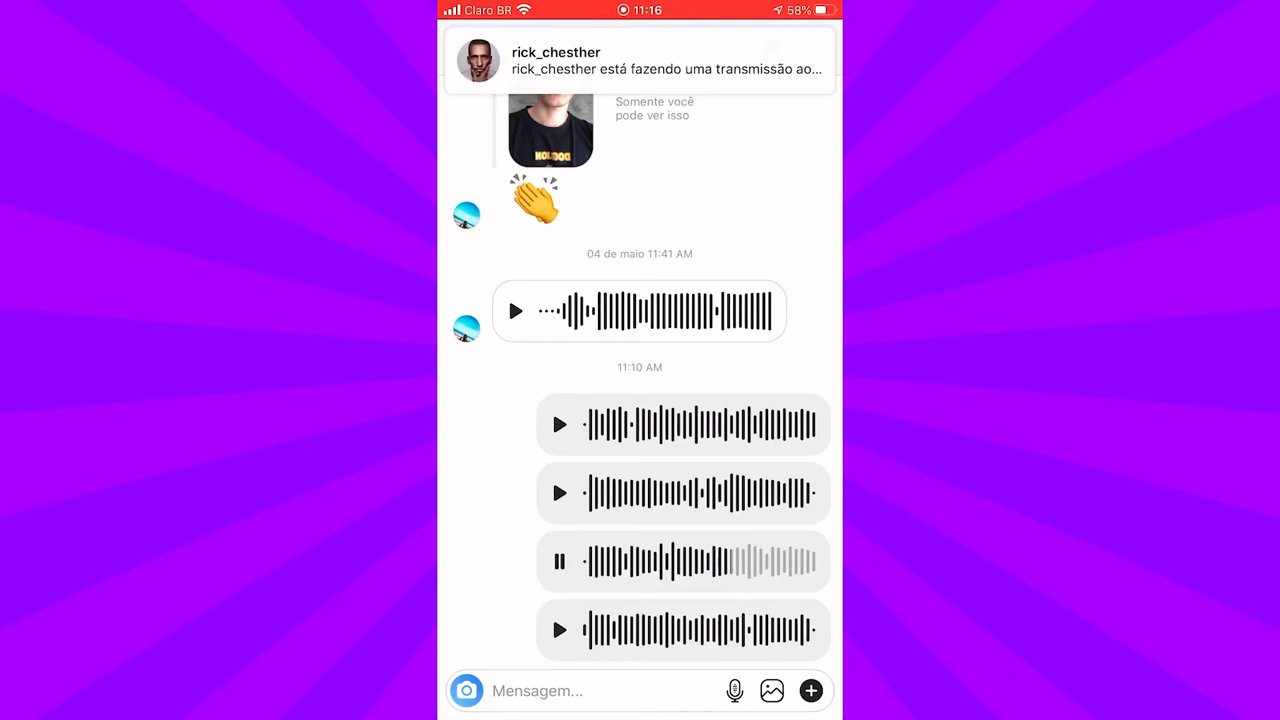 Claro BR
11:16
58%
rick_chesther
rick_chesther está fazendo uma transmissão ao...
Somente você
pode ver isso
04 de maio 11:41 AM
11:10 AM
Mensagem...